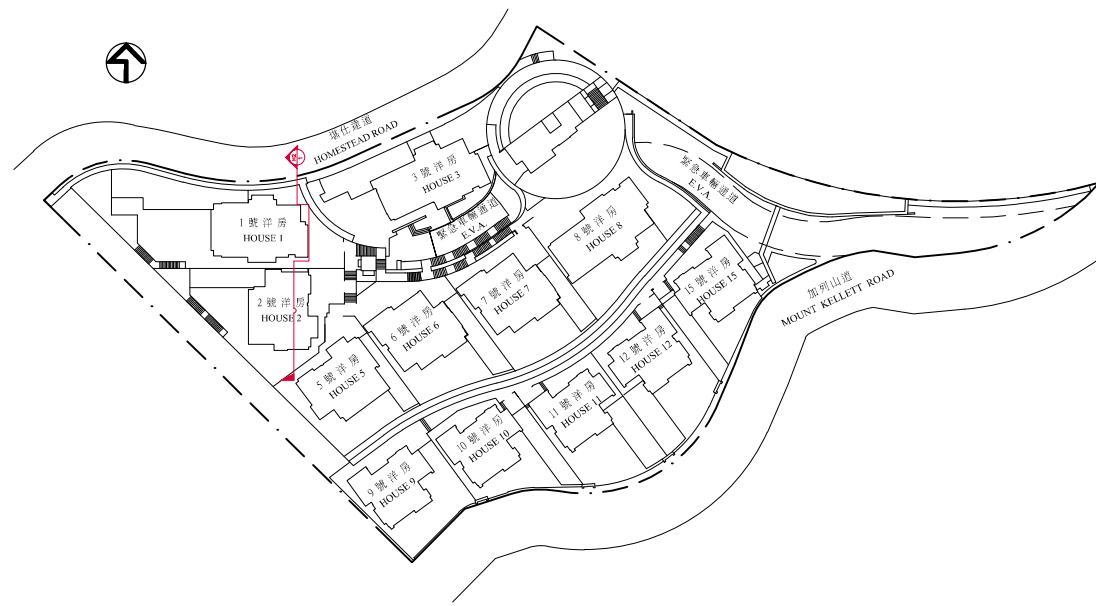 堪仕達道
HOMESTEAD ROAD
3 號 洋 房
HOUSE 3
緊急車輛通道
E.V.A.
緊急車輛通道
E.V.A.
1 號 洋 房
HOUSE 1
8 號 洋 房
HOUSE 8
2 號 洋 房
HOUSE 2
7 號 洋 房
HOUSE 7
15 號 洋 房
HOUSE 15
加列山道
MOUNT KELLETT ROAD
6 號 洋 房
HOUSE 6
5 號 洋 房
HOUSE 5
12 號 洋 房
HOUSE 12
11 號 洋 房
HOUSE 11
10 號 洋 房
HOUSE 10
9 號 洋 房
HOUSE 9